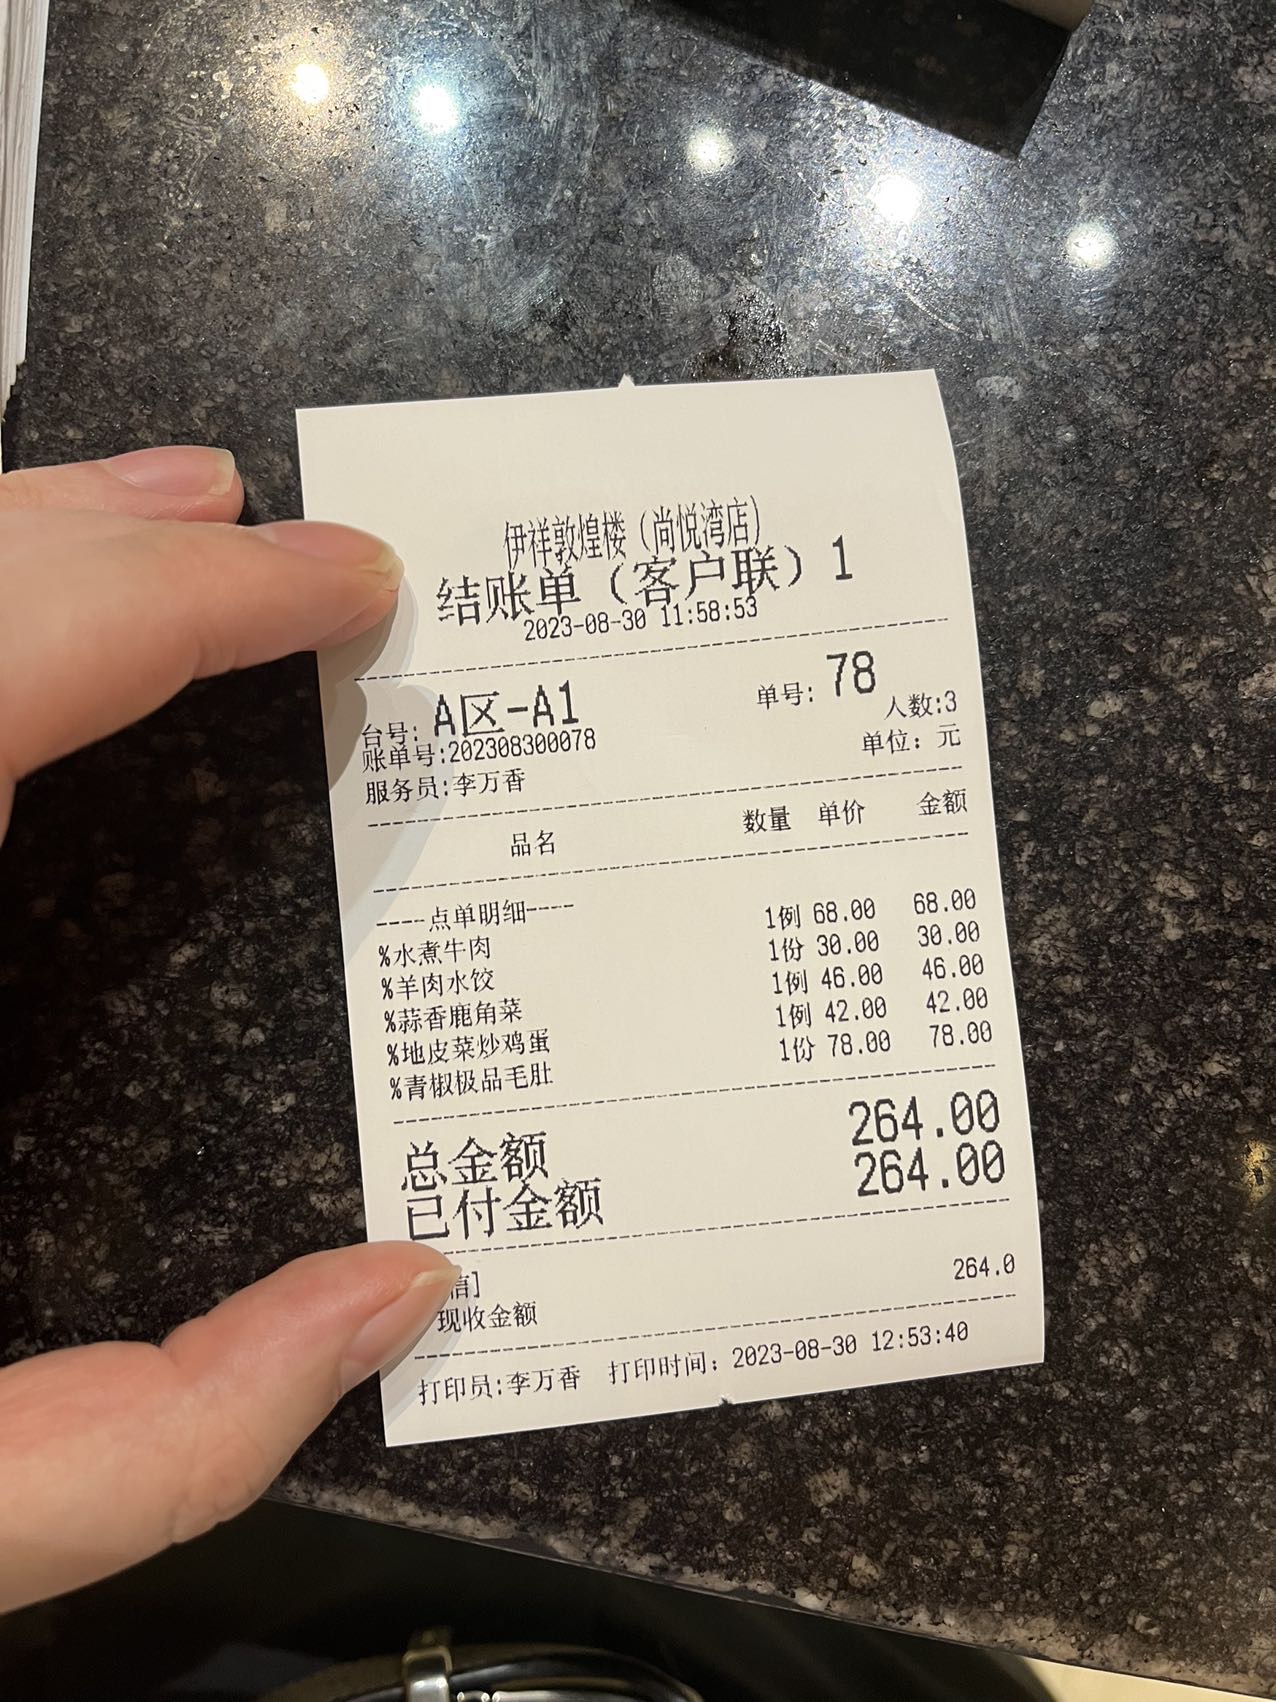 伊祥敦煌楼（尚悦湾店）
结账单（客户联）1
2023-08-30 11:58:53
台号: A区-A1 单号: 78
账单号:202308300078 人数:3
服务员:李万香 单位: 元
品名 数量 单价 金额
----点单明细----
%水煮牛肉 1例 68.00 68.00
%羊肉水饺 1份 30.00 30.00
%蒜香鹿角菜 1例 46.00 46.00
%地皮菜炒鸡蛋 1例 42.00 42.00
%青椒极品毛肚 1份 78.00 78.00
总金额 264.00
已付金额 264.00
信]
现收金额 264.0
打印员:李万香 打印时间: 2023-08-30 12:53:40